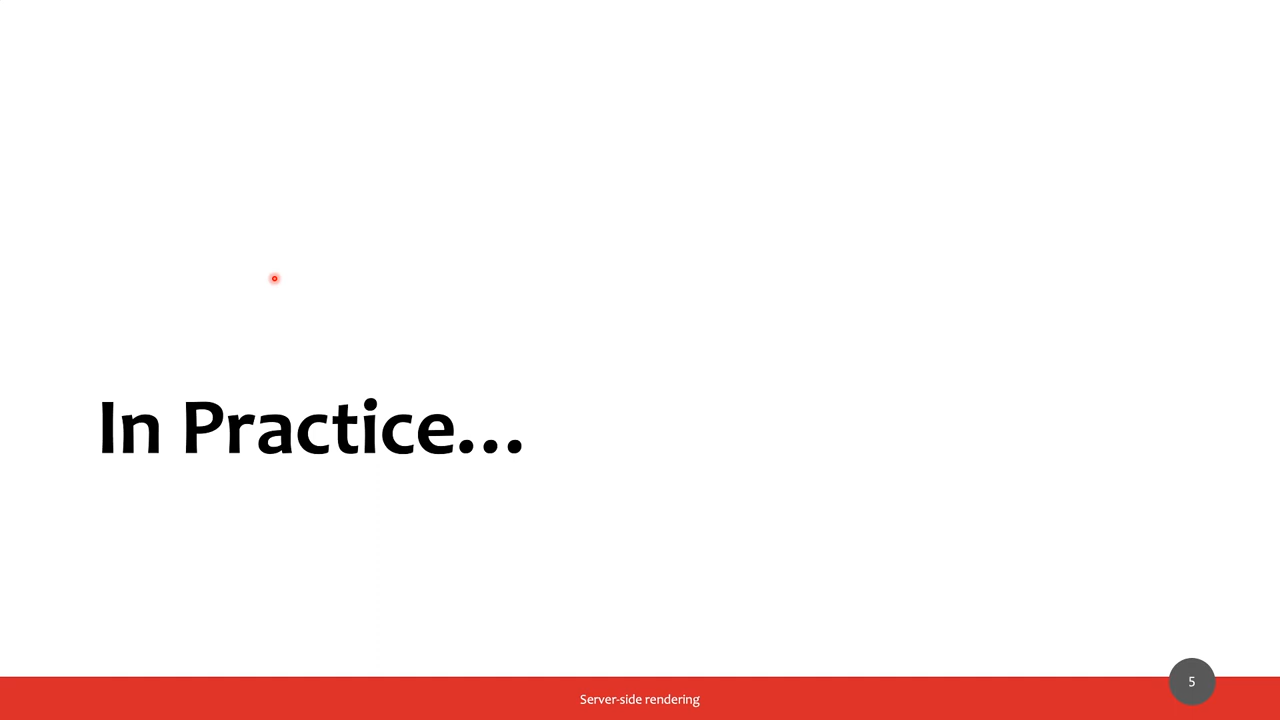 In Practice…
Server-side rendering
5